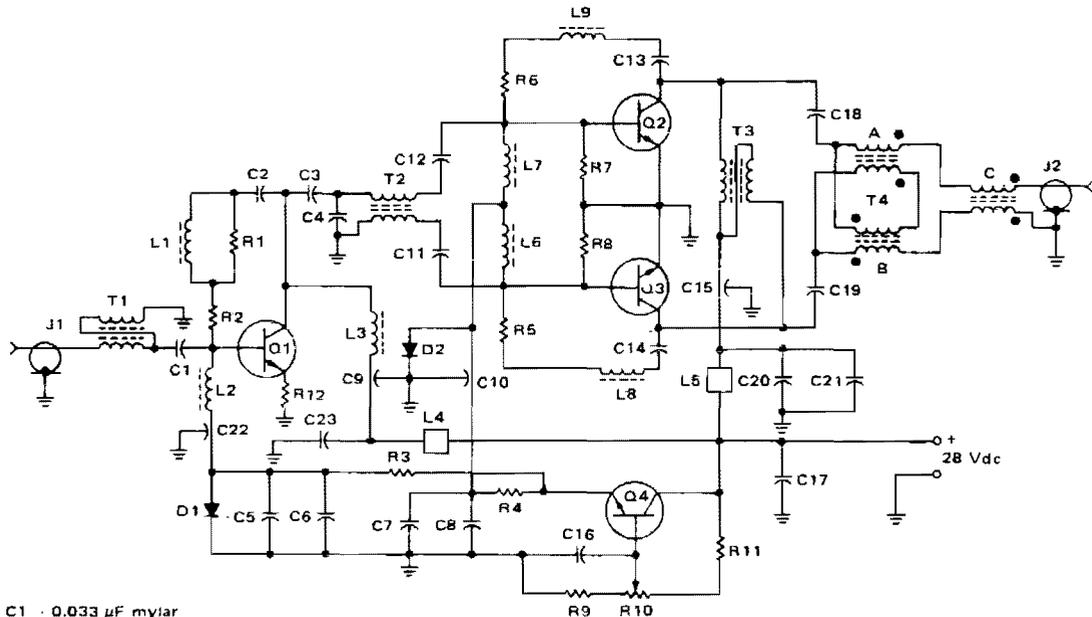 L9
C13
R6
Q2
C18
T3
A
C12
L7
R7
C
J2
C2
C3
T2
C4
T4
L1
R1
L6
R8
C11
B
Q3
C15
C19
T1
R2
R5
J1
L3
D2
C14
Q1
C1
L5
C20
C21
L2
R12
C9
C10
L8
C22
C23
L4
+
28 Vdc
R3
C17
R4
Q4
D1
C5
C6
C7
C8
C16
R11
R9
R10
C1 · 0.033 µF mylar